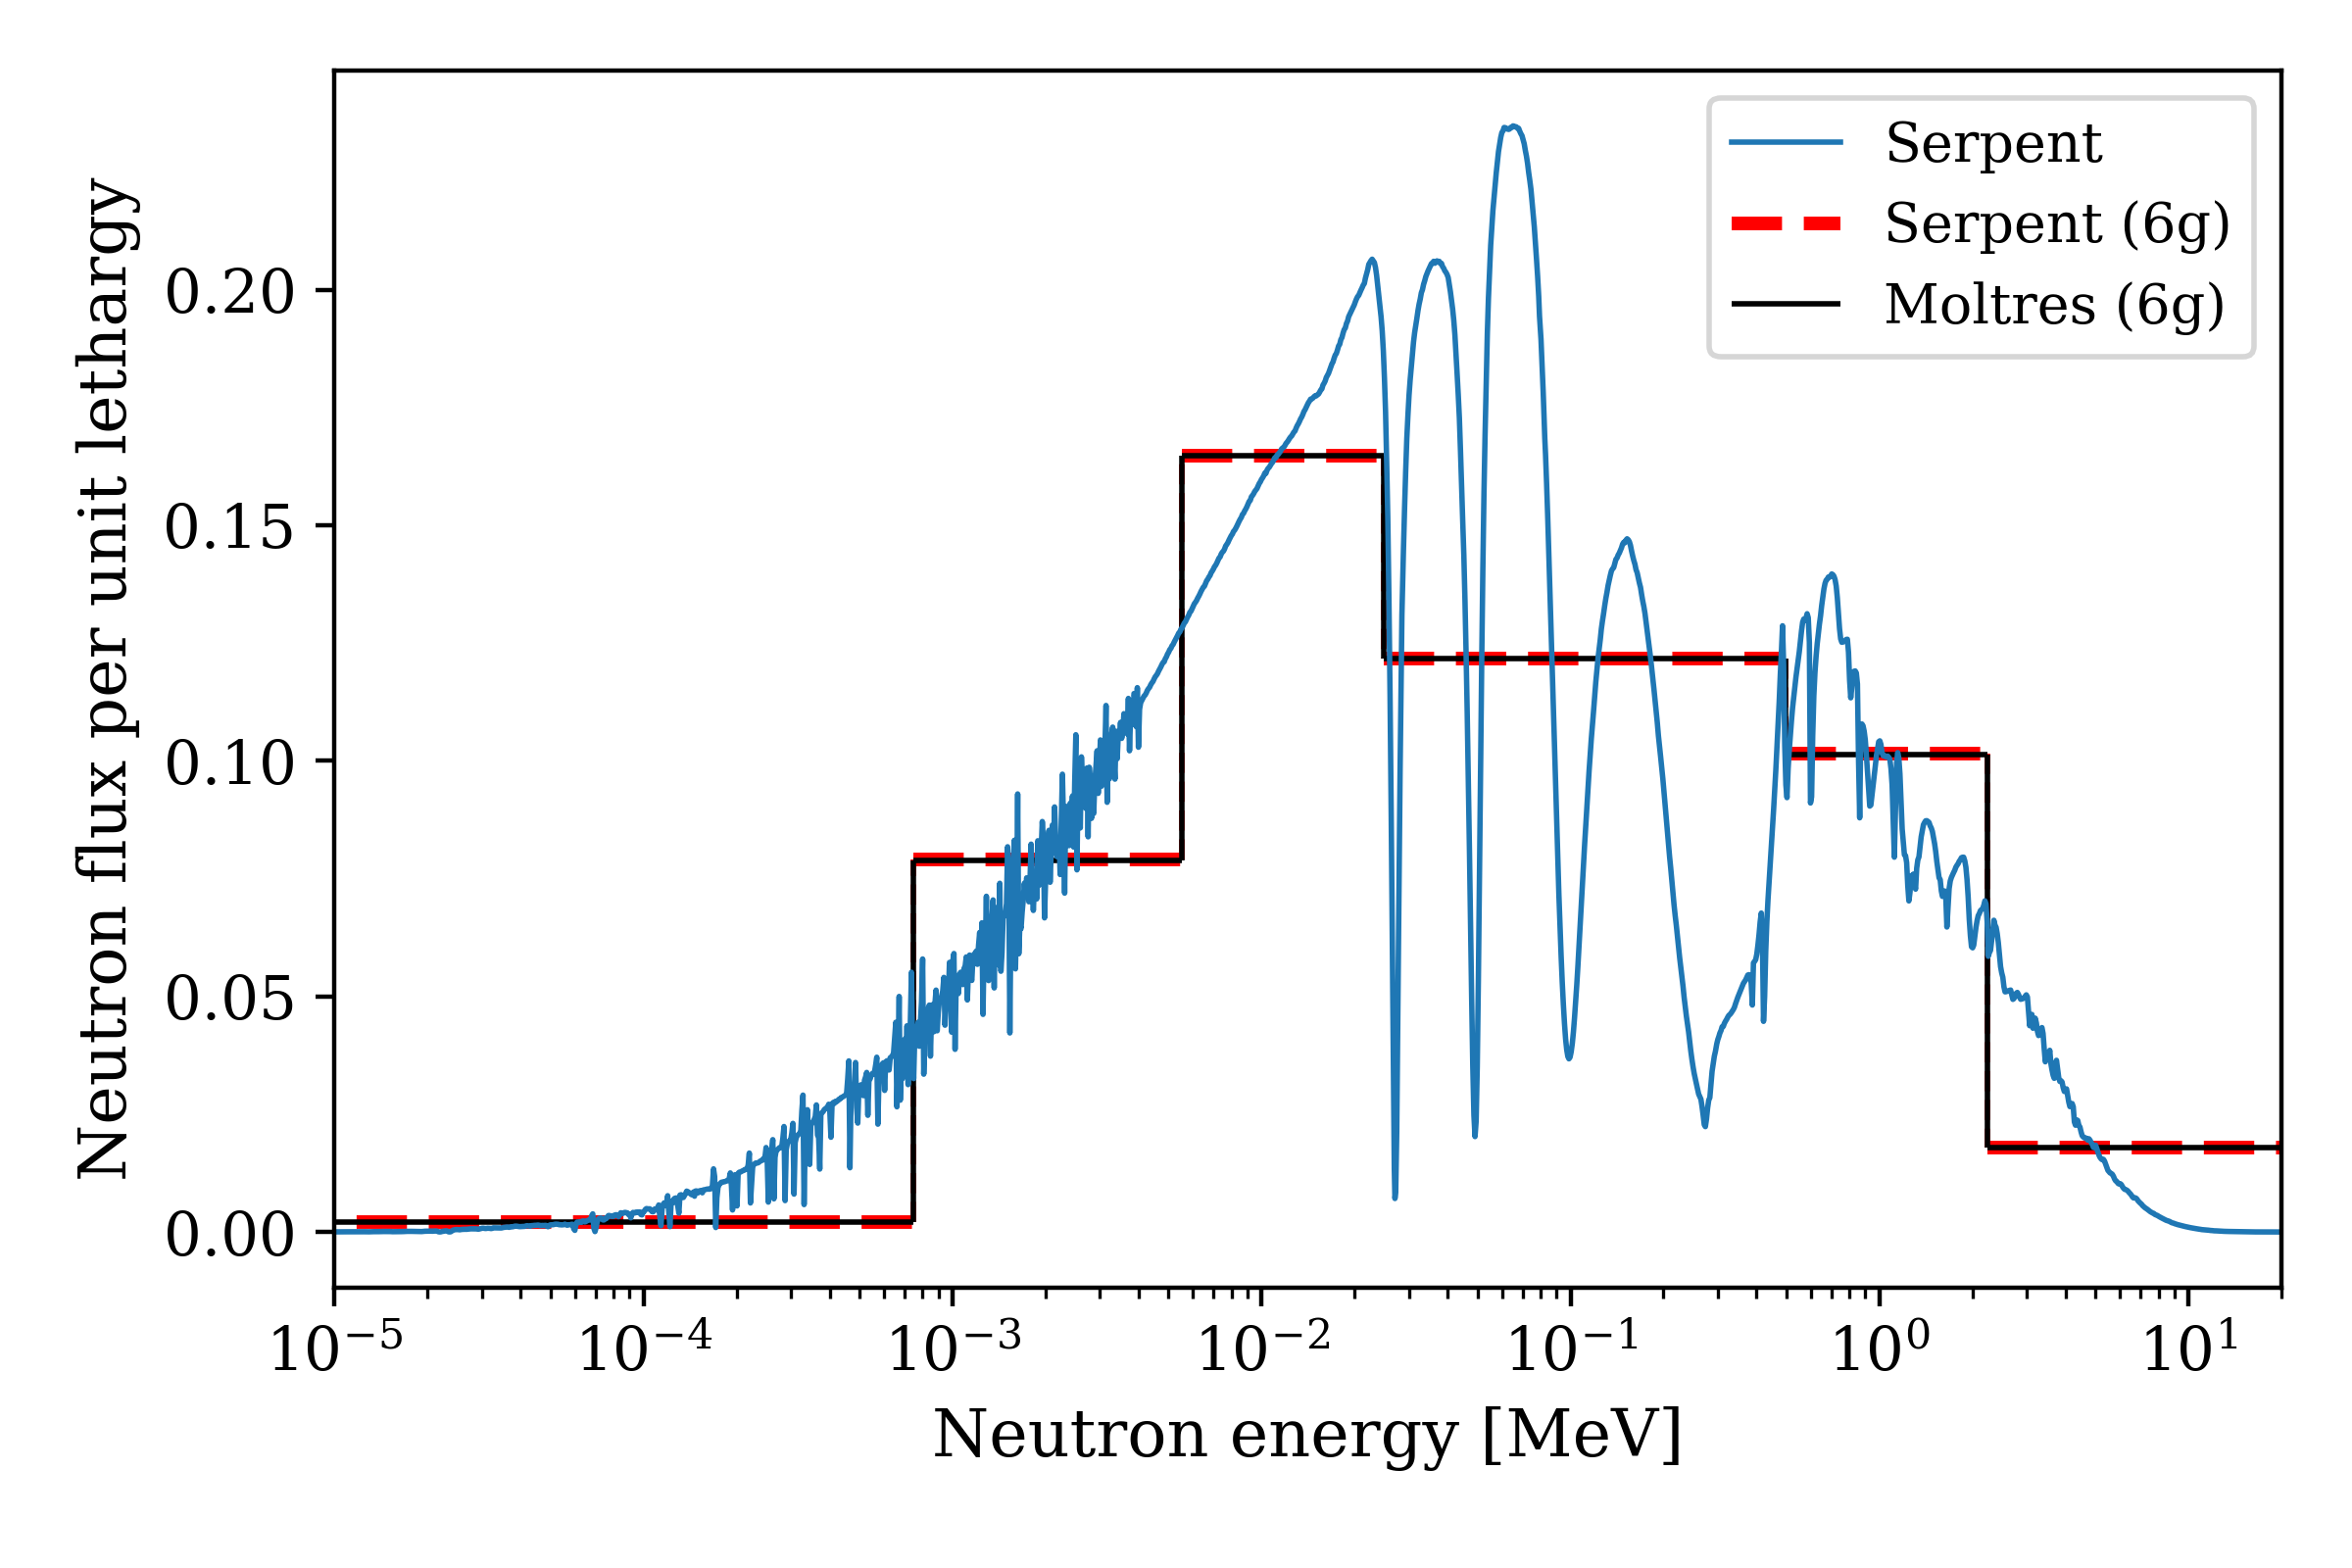 Serpent
Serpent (6g)
Moltres (6g)
Neutron flux per unit lethargy
0.20
0.15
0.10
0.05
0.00
10⁻⁵ 10⁻⁴ 10⁻³ 10⁻² 10⁻¹ 10⁰ 10¹
Neutron energy [MeV]